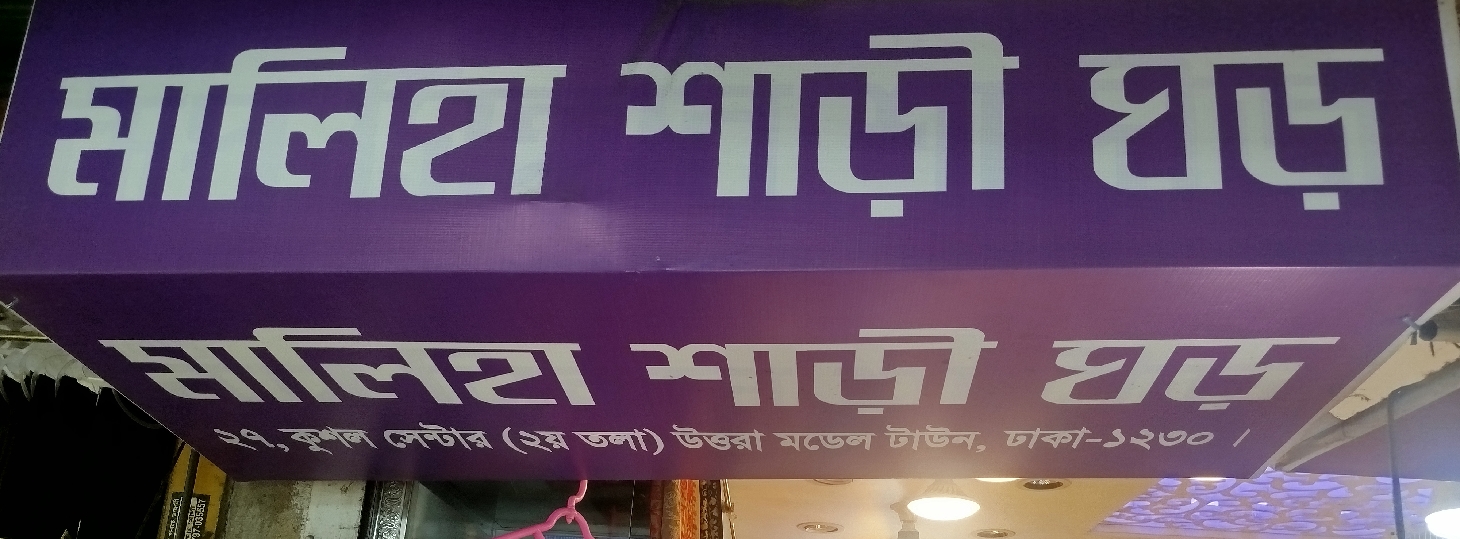 মালিহা শাড়ী ঘড়
মালিহা শাড়ী ঘড়
২৭,কুশল সেন্টার (২য় তলা) উত্তরা মডেল টাউন, ঢাকা-১২৩০ ।